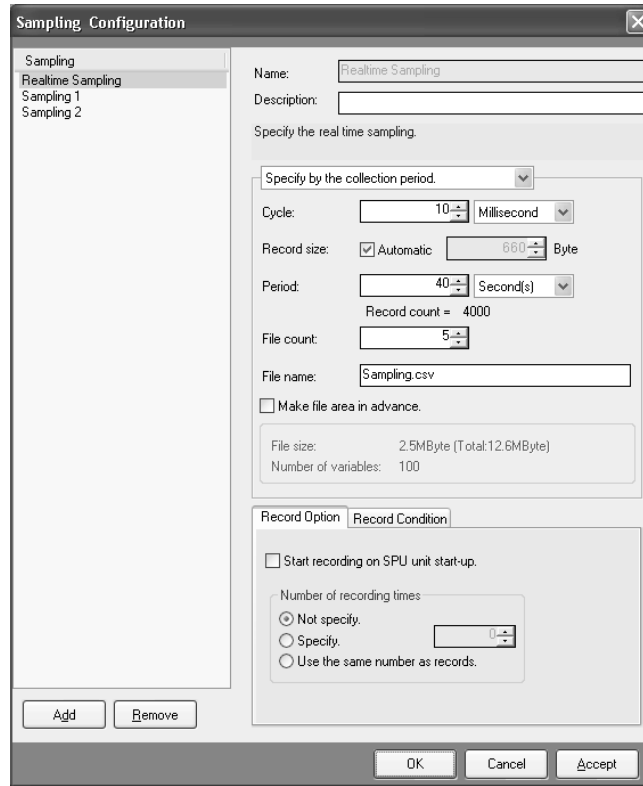 Sampling Configuration
Sampling
Realtime Sampling
Sampling 1
Sampling 2
Add
Remove
Name: Realtime Sampling
Description:
Specify the real time sampling.
Specify by the collection period.
Cycle: 10 Millisecond
Record size: Automatic 660 Byte
Period: 40 Second(s)
Record count = 4000
File count: 5
File name: Sampling.csv
Make file area in advance.
File size: 2.5MByte (Total:12.6MByte)
Number of variables: 100
Record Option Record Condition
Start recording on SPU unit start-up.
Number of recording times
Not specify.
Specify. 0
Use the same number as records.
OK Cancel Accept